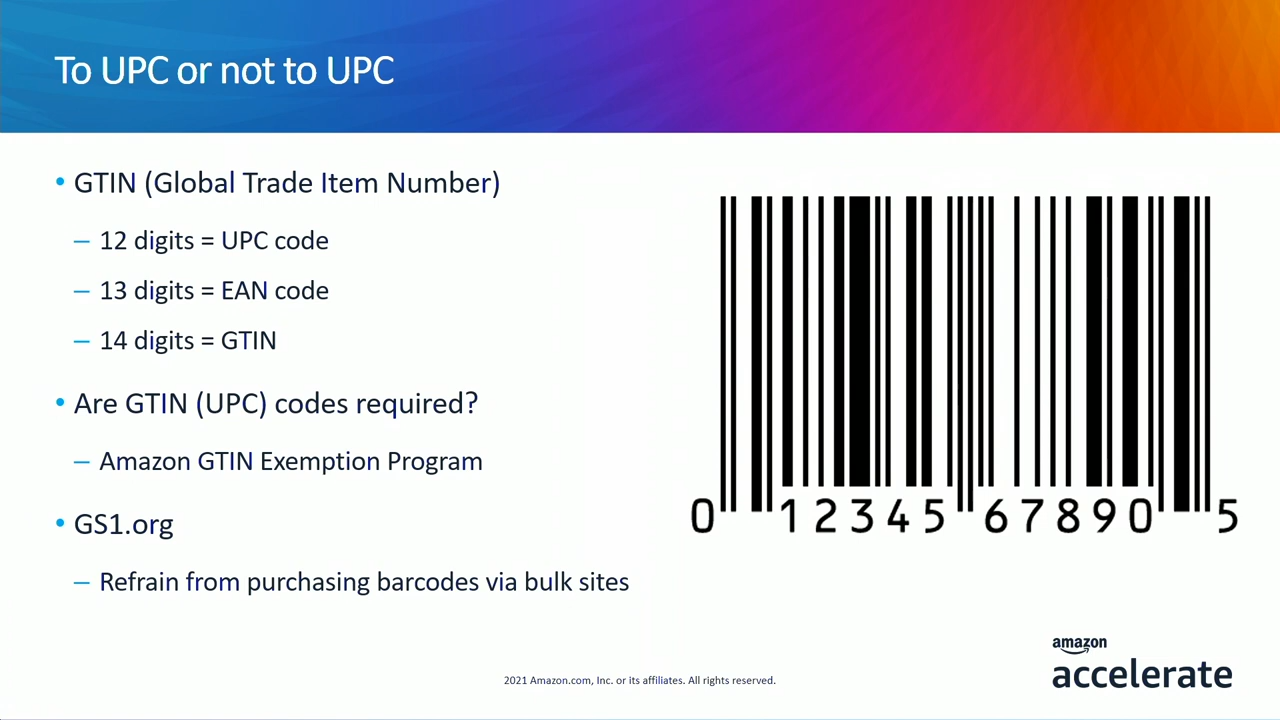 To UPC or not to UPC
• GTIN (Global Trade Item Number)
– 12 digits = UPC code
– 13 digits = EAN code
– 14 digits = GTIN
• Are GTIN (UPC) codes required?
– Amazon GTIN Exemption Program
• GS1.org
– Refrain from purchasing barcodes via bulk sites
0 12345 67890 5
amazon
accelerate
2021 Amazon.com, Inc. or its affiliates. All rights reserved.